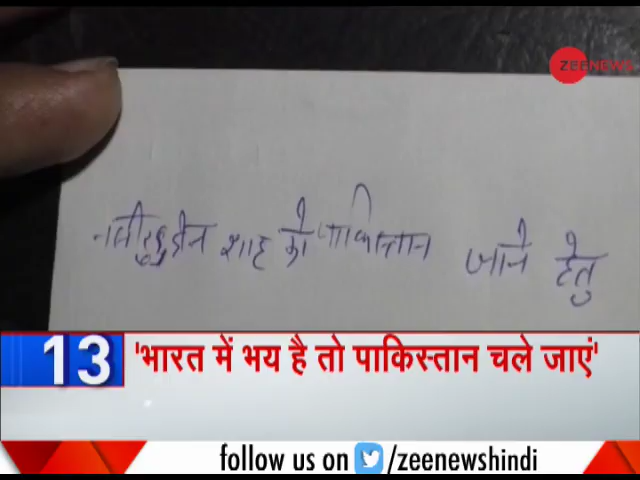 ZEENEWS
नसीरुद्दीन शाह को पाकिस्तान जाने हेतु
13 'भारत में भय है तो पाकिस्तान चले जाएं'
follow us on /zeenewshindi